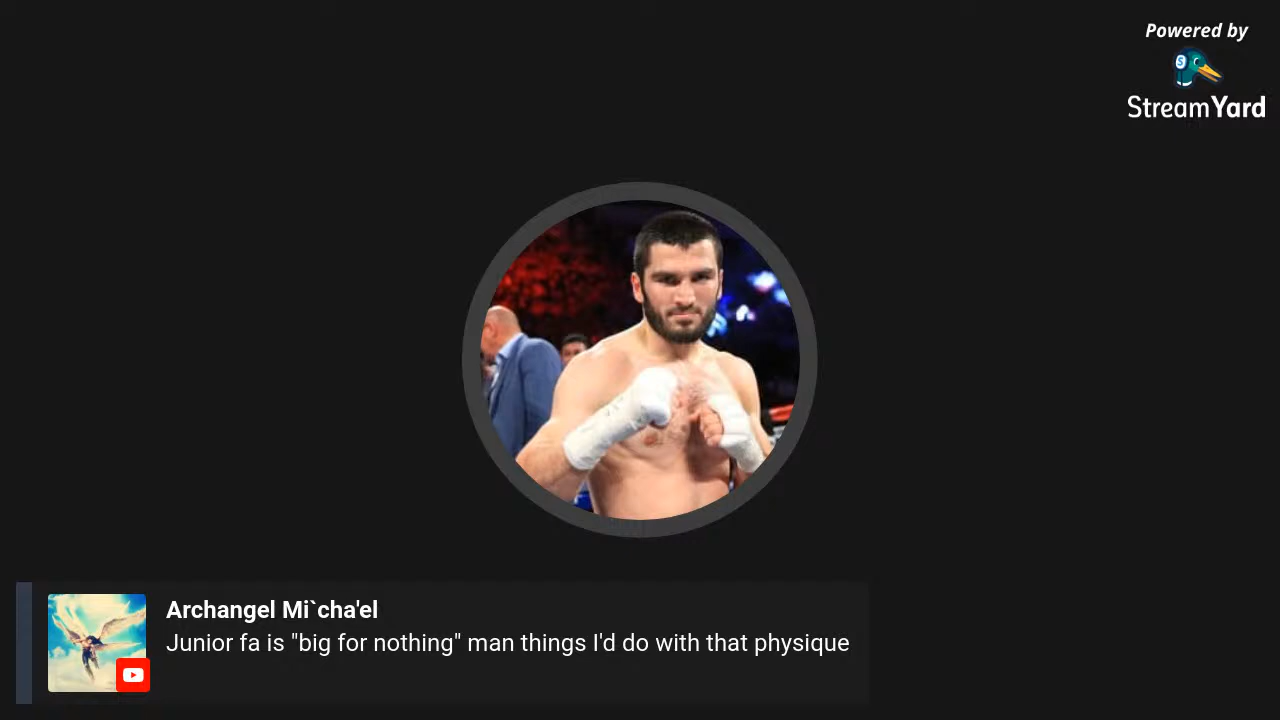 Powered by
StreamYard
Archangel Mi`cha'el
Junior fa is "big for nothing" man things I'd do with that physique